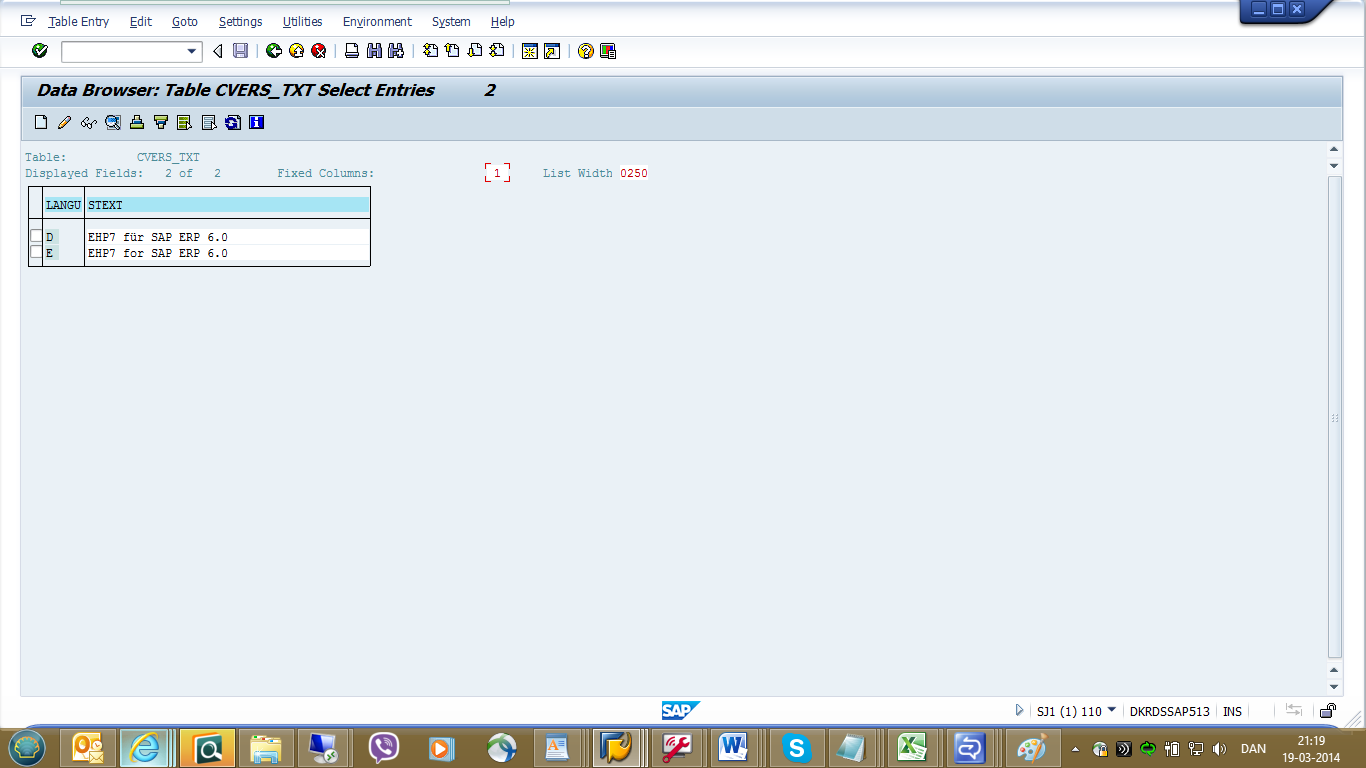 Table Entry Edit Goto Settings Utilities Environment System Help
Data Browser: Table CVERS_TXT Select Entries 2
Table: CVERS_TXT
Displayed Fields: 2 of 2 Fixed Columns: 1 List Width 0250
LANGU STEXT
D EHP7 für SAP ERP 6.0
E EHP7 for SAP ERP 6.0
SAP SJ1 (1) 110 DKRDSSAP513 INS
DAN
21:19
19-03-2014